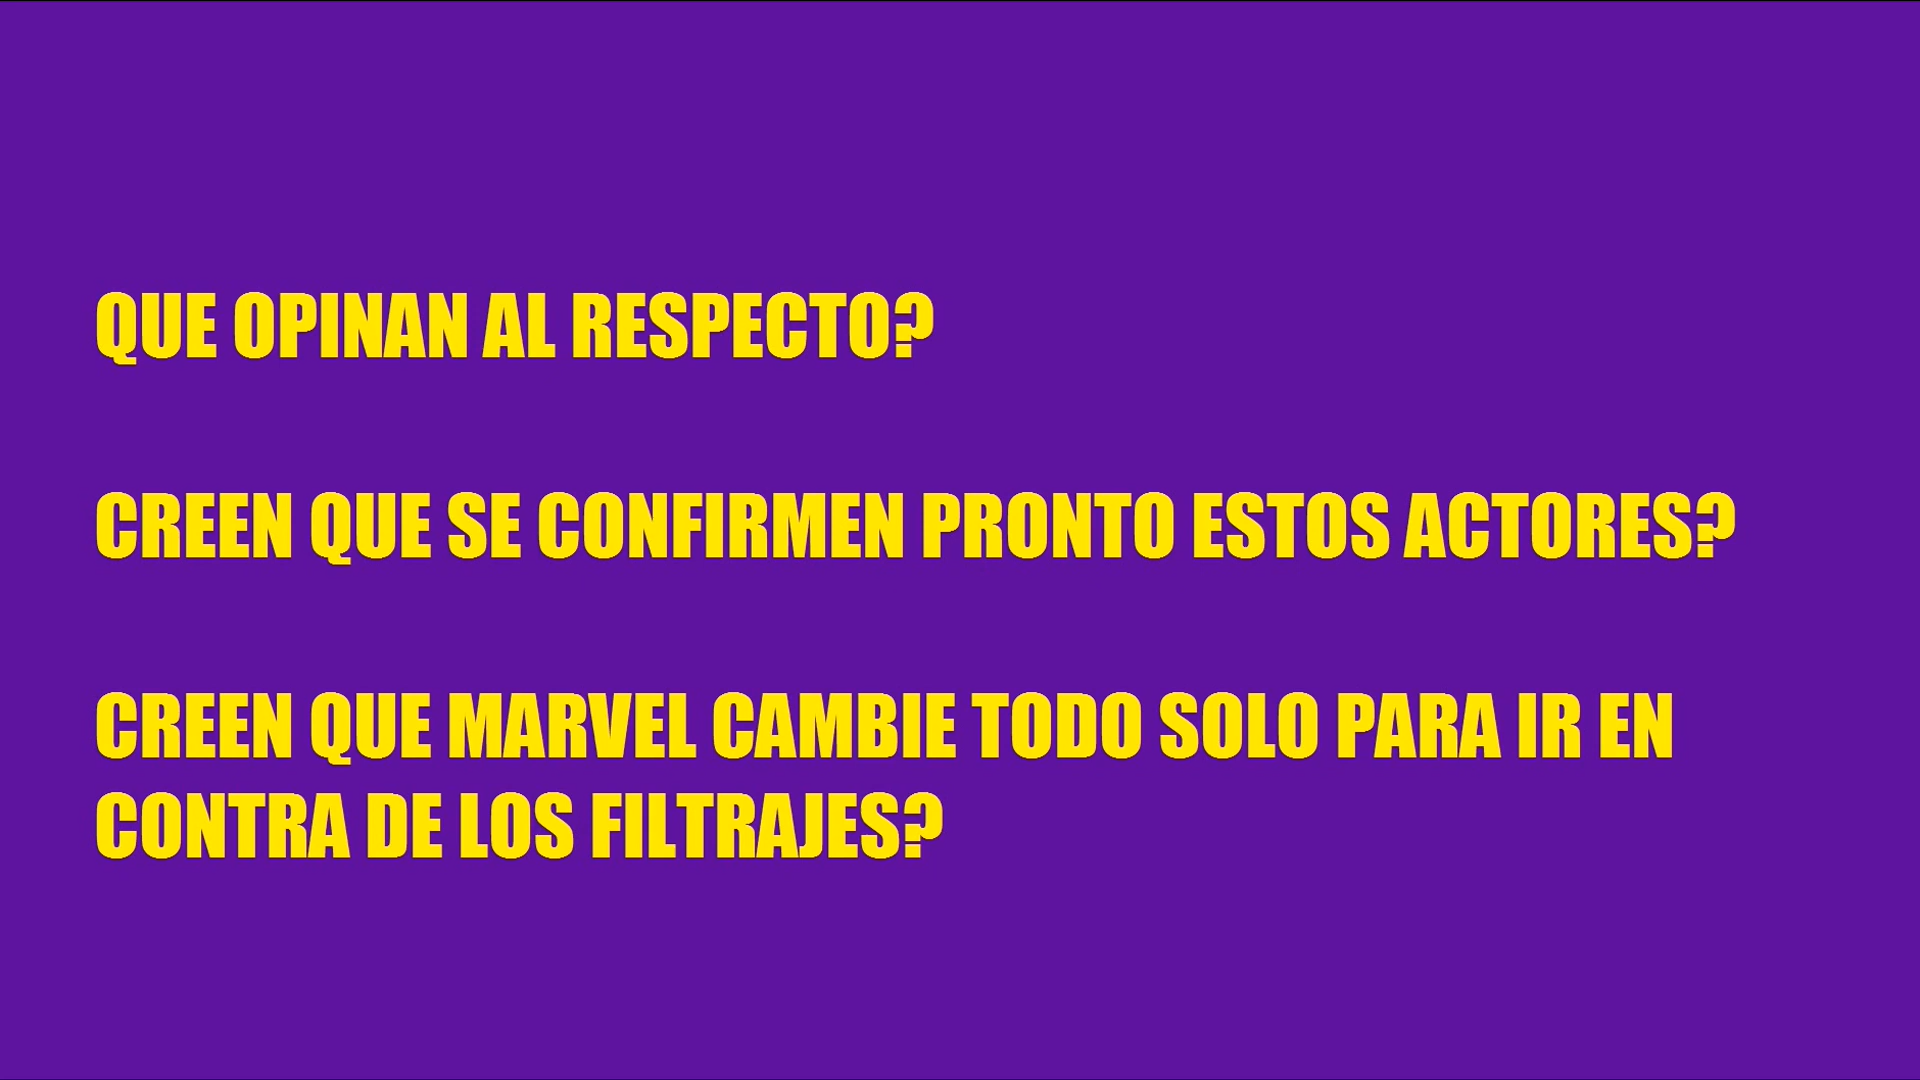 QUE OPINAN AL RESPECTO?
CREEN QUE SE CONFIRMEN PRONTO ESTOS ACTORES?
CREEN QUE MARVEL CAMBIE TODO SOLO PARA IR EN
CONTRA DE LOS FILTRAJES?